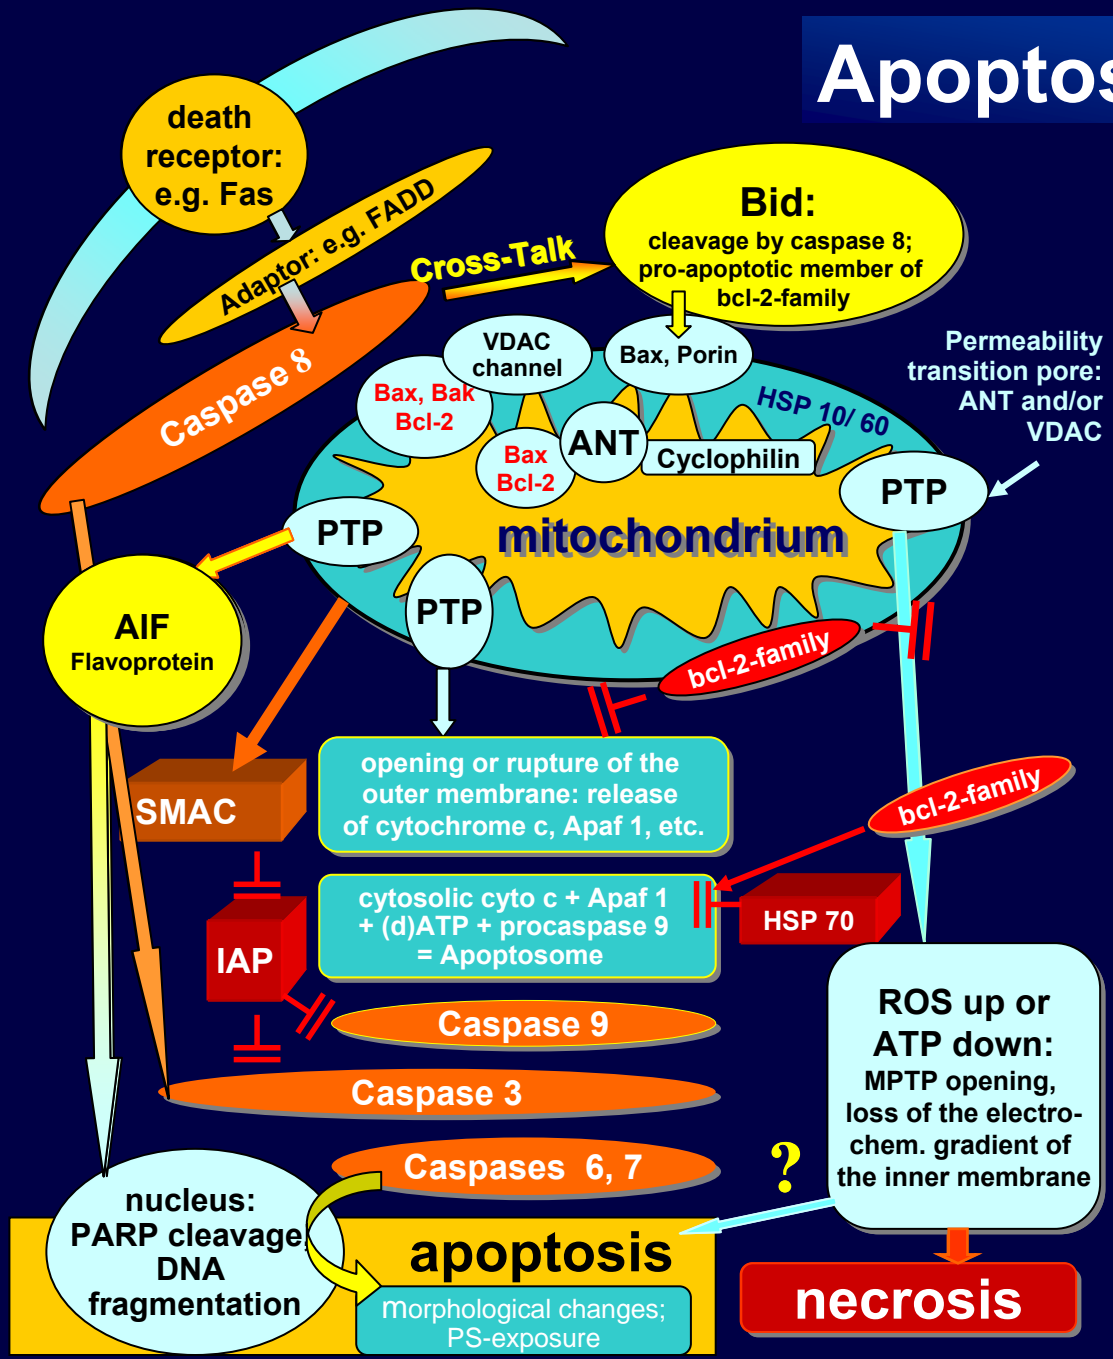 Apoptos
death
receptor:
e.g. Fas
Adaptor: e.g. FADD
Cross-Talk
Bid:
cleavage by caspase 8;
pro-apoptotic member of
bcl-2-family
Caspase 8
VDAC
channel
Bax, Porin
Permeability
transition pore:
ANT and/or
VDAC
Bax, Bak
Bcl-2
HSP 10/ 60
Bax
Bcl-2
ANT
Cyclophilin
PTP
PTP
mitochondrium
PTP
AIF
Flavoprotein
bcl-2-family
opening or rupture of the
outer membrane: release
of cytochrome c, Apaf 1, etc.
SMAC
bcl-2-family
cytosolic cyto c + Apaf 1
+ (d)ATP + procaspase 9
= Apoptosome
HSP 70
IAP
Caspase 9
ROS up or
ATP down:
MPTP opening,
loss of the electro-
chem. gradient of
the inner membrane
Caspase 3
Caspases 6, 7
?
nucleus:
PARP cleavage,
DNA
fragmentation
apoptosis
morphological changes;
PS-exposure
necrosis